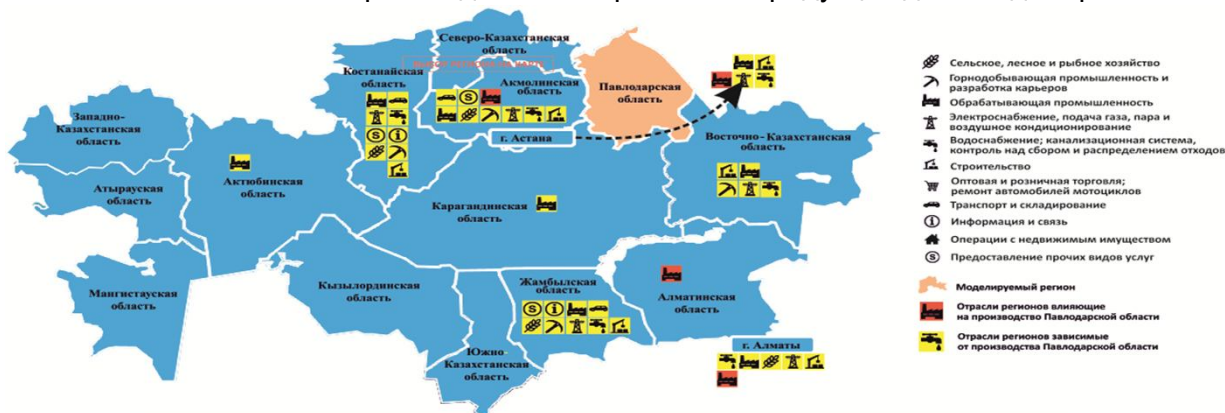 Северо-Казахстанская
область
Костанайская
область
Акмолинская
область
Павлодарская
область
Западно-
Казахстанская
область
г. Астана
Восточно-Казахстанская
область
Актюбинская
область
Атырауская
область
Карагандинская
область
Мангистауская
область
Кызылординская
область
Жамбылская
область
Алматинская
область
Южно-
Казахстанская
область
г. Алматы
Сельское, лесное и рыбное хозяйство
Горнодобывающая промышленность и
разработка карьеров
Обрабатывающая промышленность
Электроснабжение, подача газа, пара и
воздушное кондиционирование
Водоснабжение; канализационная система,
контроль над сбором и распределением отходов
Строительство
Оптовая и розничная торговля;
ремонт автомобилей мотоциклов
Транспорт и складирование
Информация и связь
Операции с недвижимым имуществом
Предоставление прочих видов услуг
Моделируемый регион
Отрасли регионов влияющие
на производство Павлодарской области
Отрасли регионов зависимые
от производства Павлодарской области